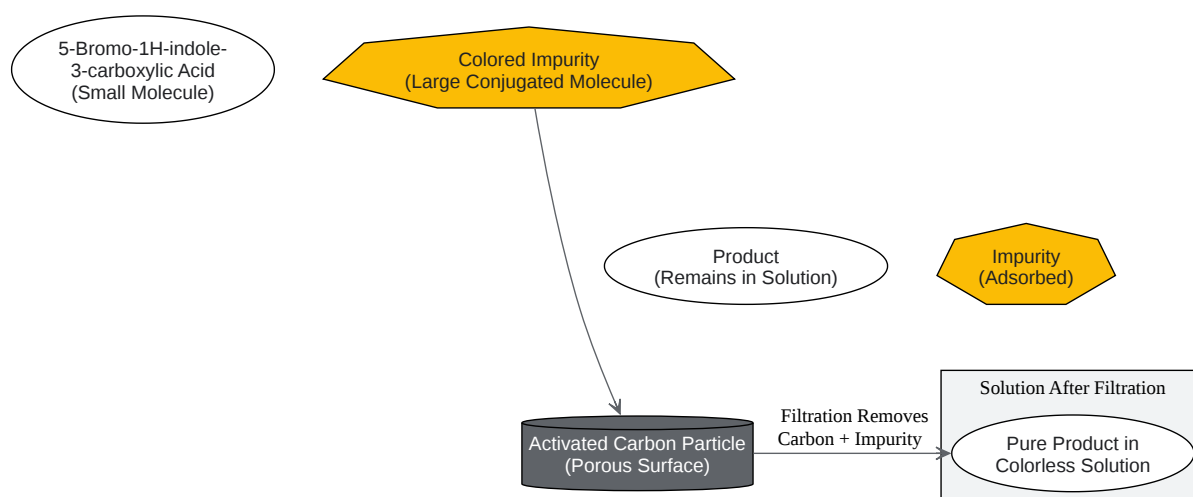 5-Bromo-1H-indole-
3-carboxylic Acid
(Small Molecule)
Colored Impurity
(Large Conjugated Molecule)
Product
(Remains in Solution)
Impurity
(Adsorbed)
Activated Carbon Particle
(Porous Surface)
Filtration Removes
Carbon + Impurity
Solution After Filtration
Pure Product in
Colorless Solution